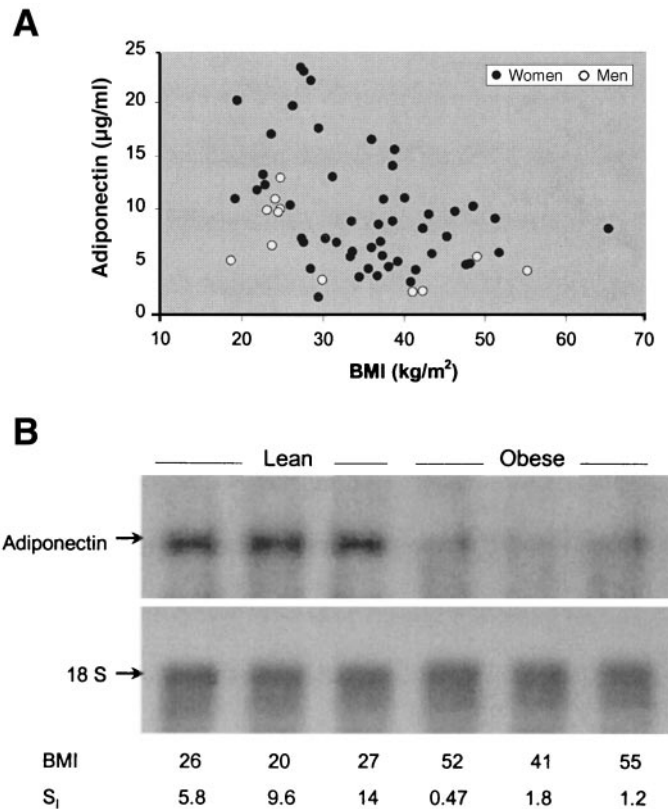 A
Adiponectin (µg/ml)
25
20
15
10
5
0
Women Men
10 20 30 40 50 60 70
BMI (kg/m²)
B
Lean Obese
Adiponectin
18 S
BMI 26 20 27 52 41 55
S_I 5.8 9.6 14 0.47 1.8 1.2